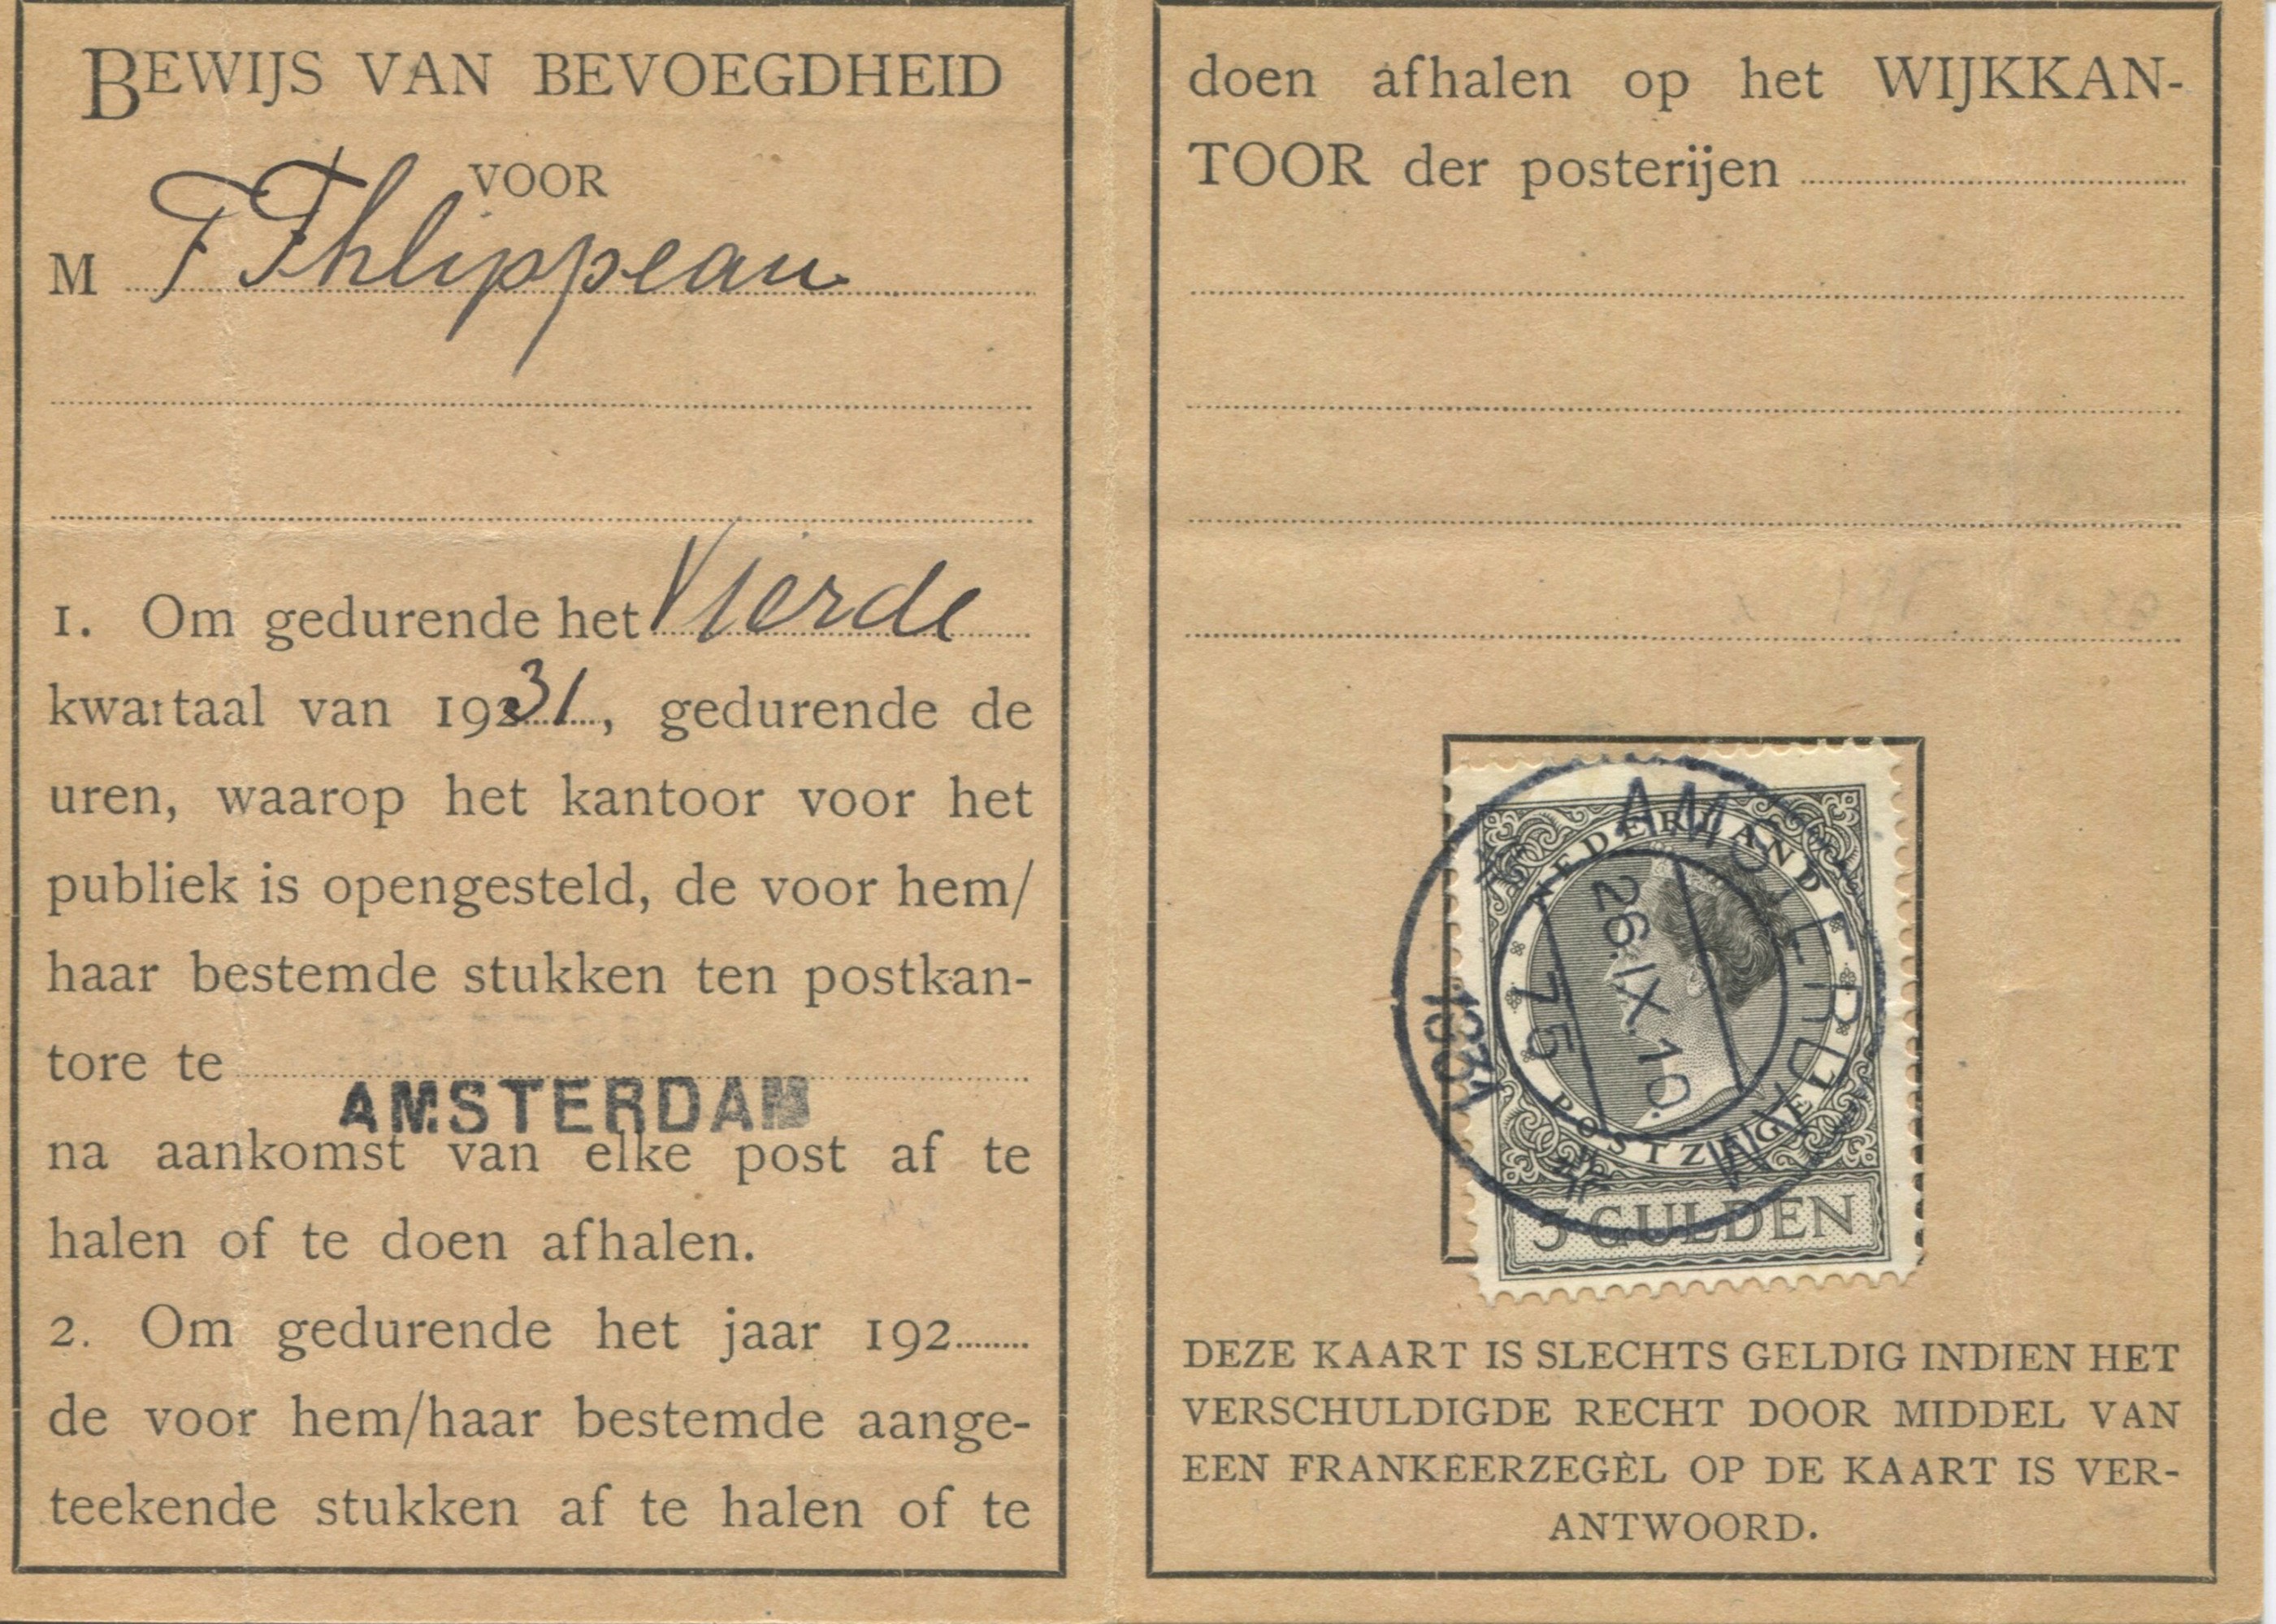 BEWIJS VAN BEVOEGDHEID
VOOR
M F Fhlippeau
1. Om gedurende het Vierde
kwartaal van 1931, gedurende de
uren, waarop het kantoor voor het
publiek is opengesteld, de voor hem/
haar bestemde stukken ten postkan-
tore te
AMSTERDAM
na aankomst van elke post af te
halen of te doen afhalen.
2. Om gedurende het jaar 192
de voor hem/haar bestemde aange-
teekende stukken af te halen of te
doen afhalen op het WIJKKAN-
TOOR der posterijen
NEDERLAND
POSTZEGEL
5 GULDEN
AMSTERDAM
26.IX.10.
75
1931
DEZE KAART IS SLECHTS GELDIG INDIEN HET
VERSCHULDIGDE RECHT DOOR MIDDEL VAN
EEN FRANKEERZEGEL OP DE KAART IS VER-
ANTWOORD.